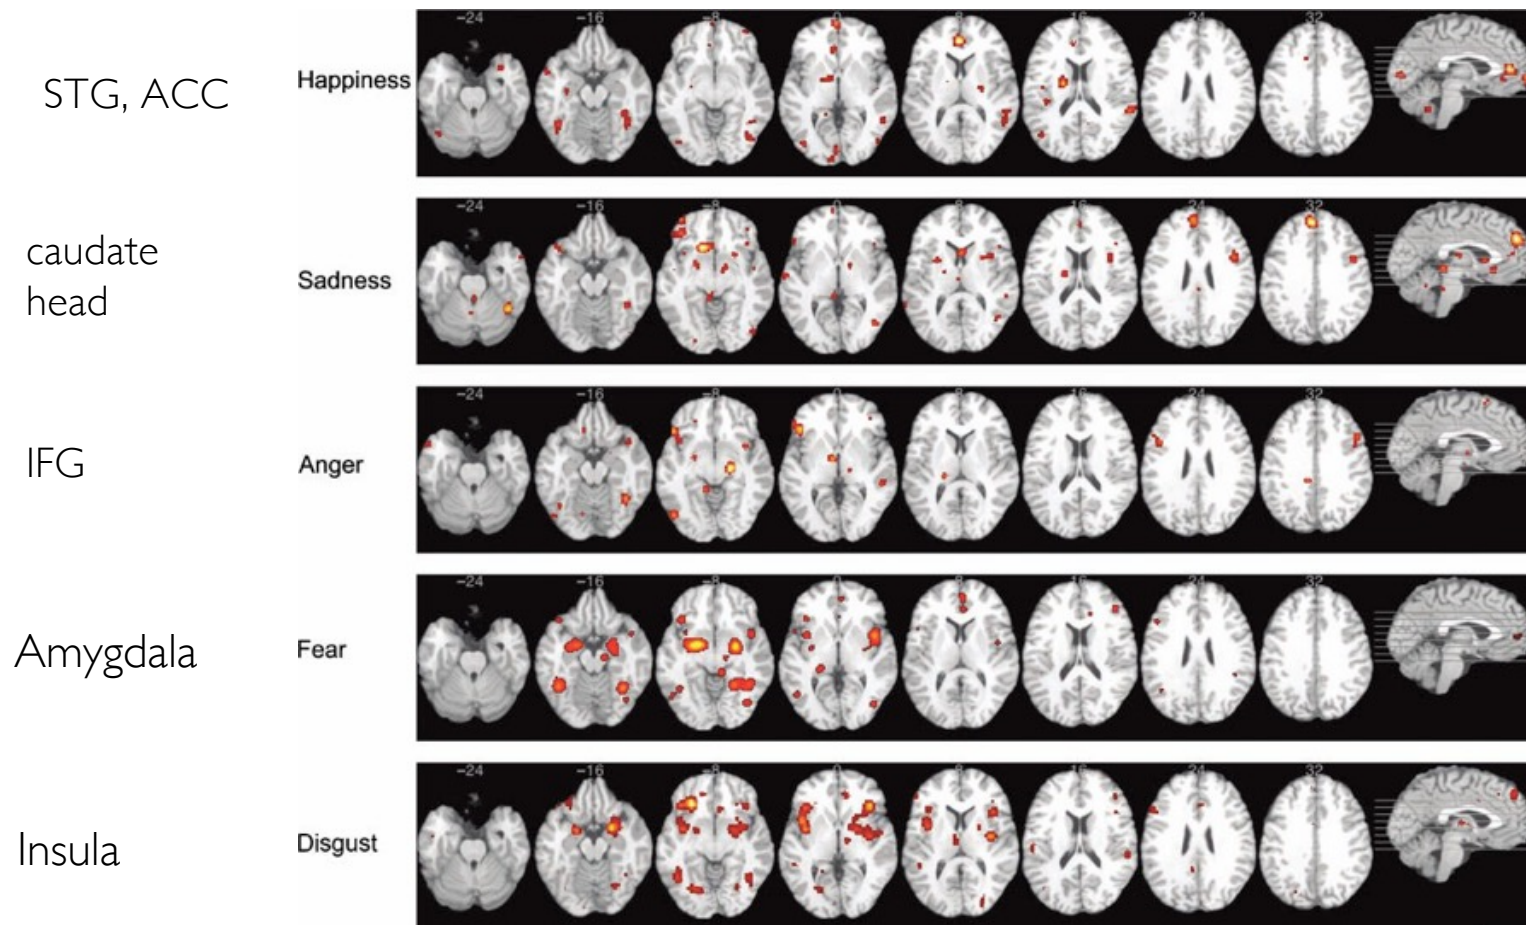 STG, ACC
Happiness
-24 -16 -8 0 8 16 24 32
caudate
head
Sadness
-24 -16 -8 0 8 16 24 32
IFG
Anger
-24 -16 -8 0 8 16 24 32
Amygdala
Fear
-24 -16 -8 0 8 16 24 32
Insula
Disgust
-24 -16 -8 0 8 16 24 32